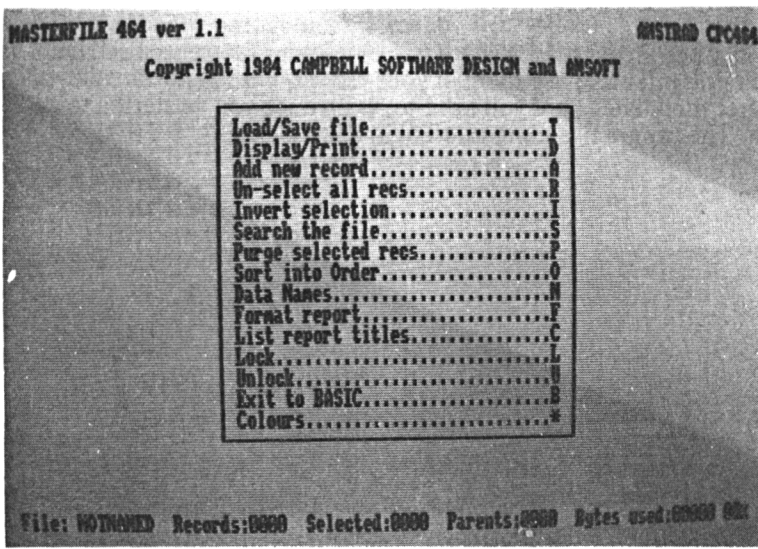 MASTERFILE 464 ver 1.1 AMSTRAD CPC464
Copyright 1984 CAMPBELL SOFTWARE DESIGN and AMSOFT
Load/Save file...................T
Display/Print....................D
Add new record...................A
Un-select all recs...............R
Invert selection.................I
Search the file..................S
Purge selected recs..............P
Sort into Order..................O
Data Names.......................N
Format report....................F
List report titles...............C
Lock.............................L
Unlock...........................U
Exit to BASIC....................B
Colours..........................*
File: NOTNAMED Records:0000 Selected:0000 Parents:0000 Bytes used:00000 00%